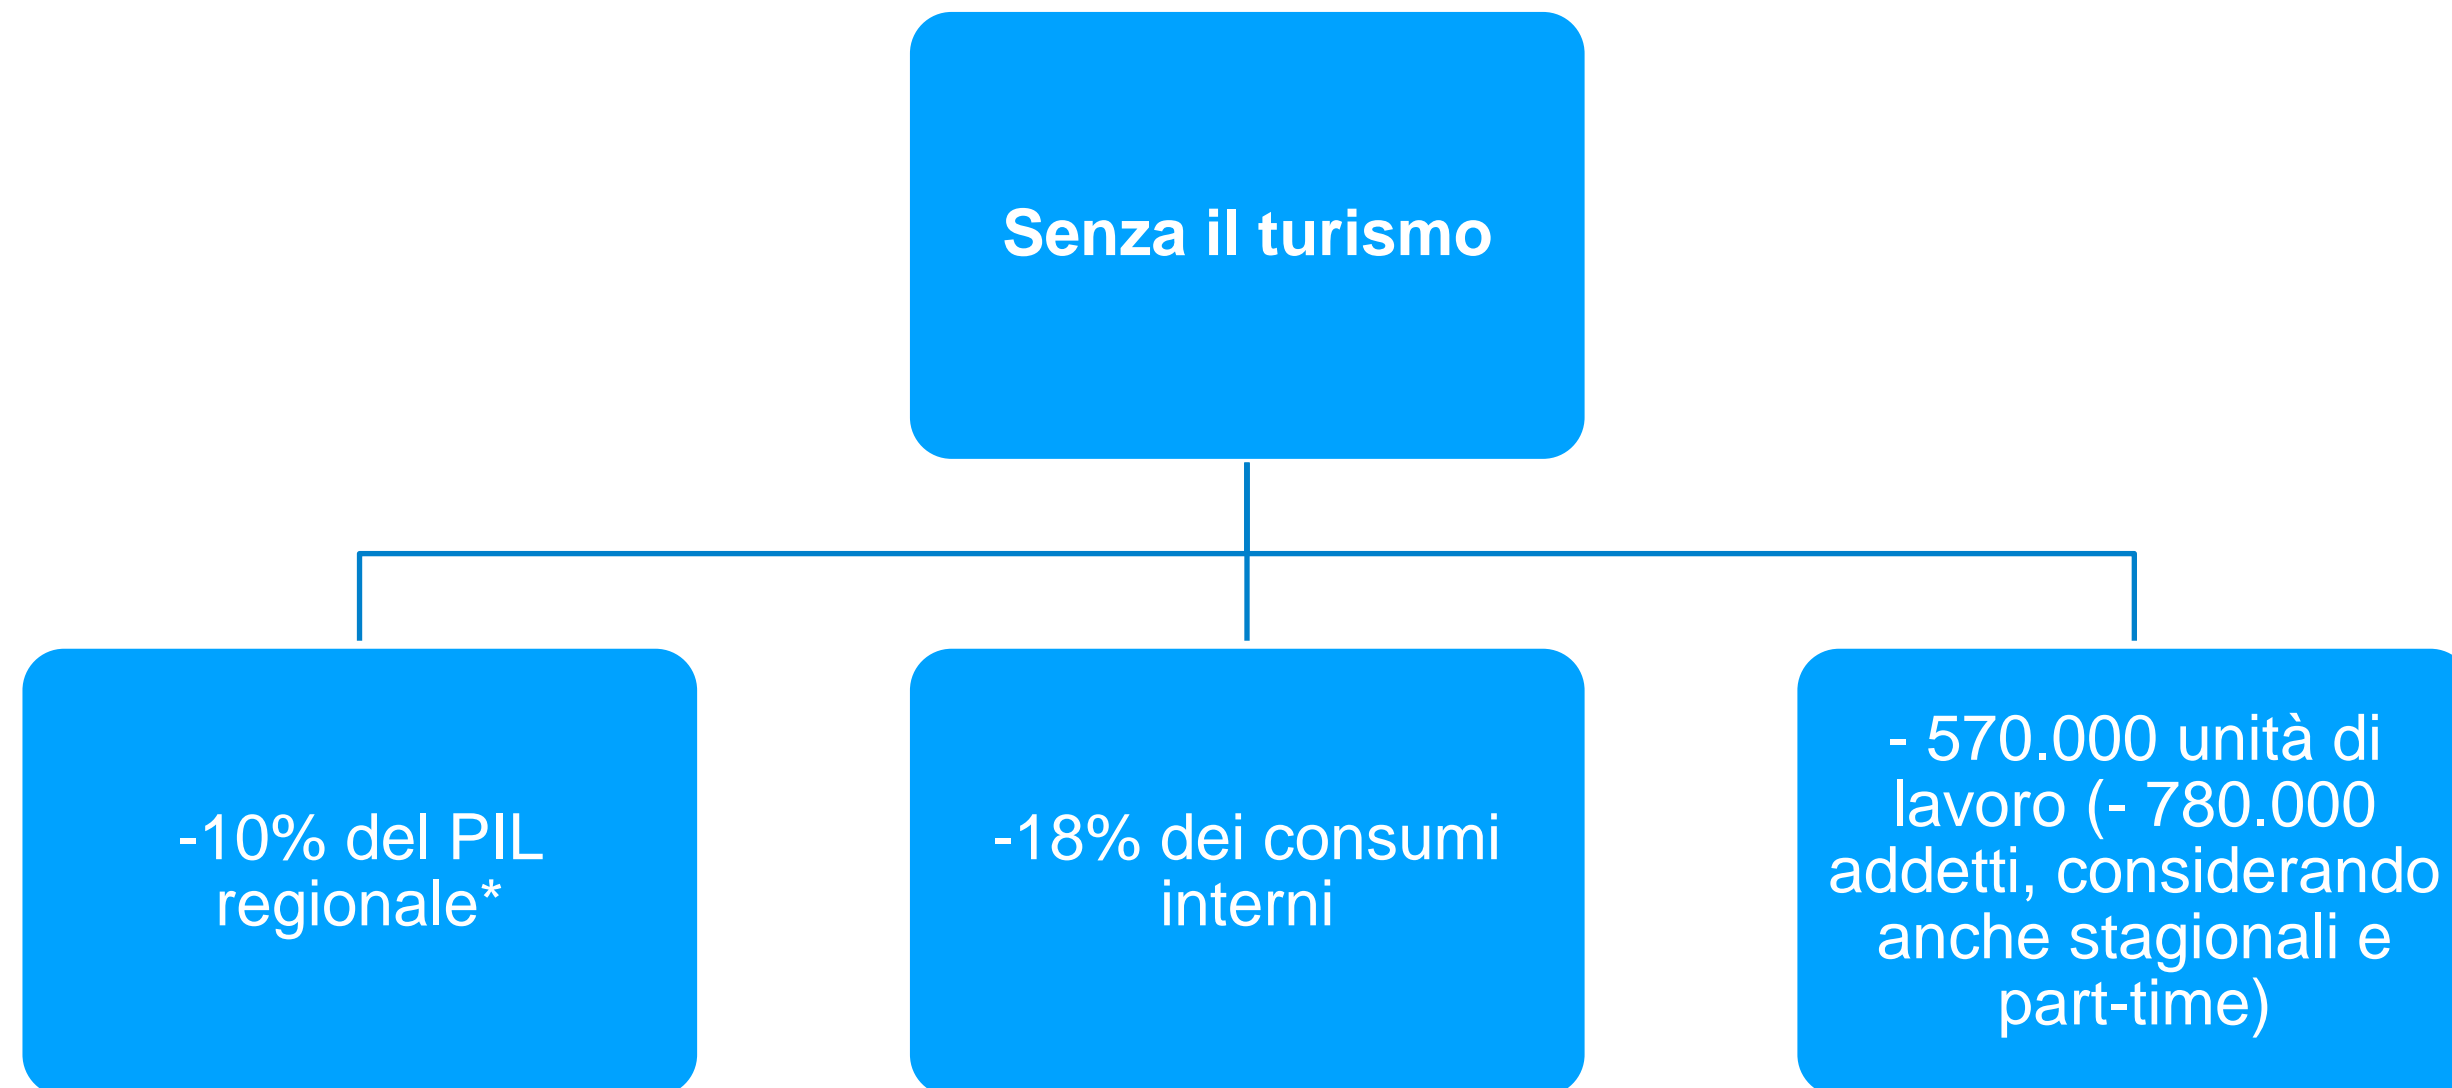 Senza il turismo
-10% del PIL
regionale*
-18% dei consumi
interni
- 570.000 unità di
lavoro (- 780.000
addetti, considerando
anche stagionali e
part-time)